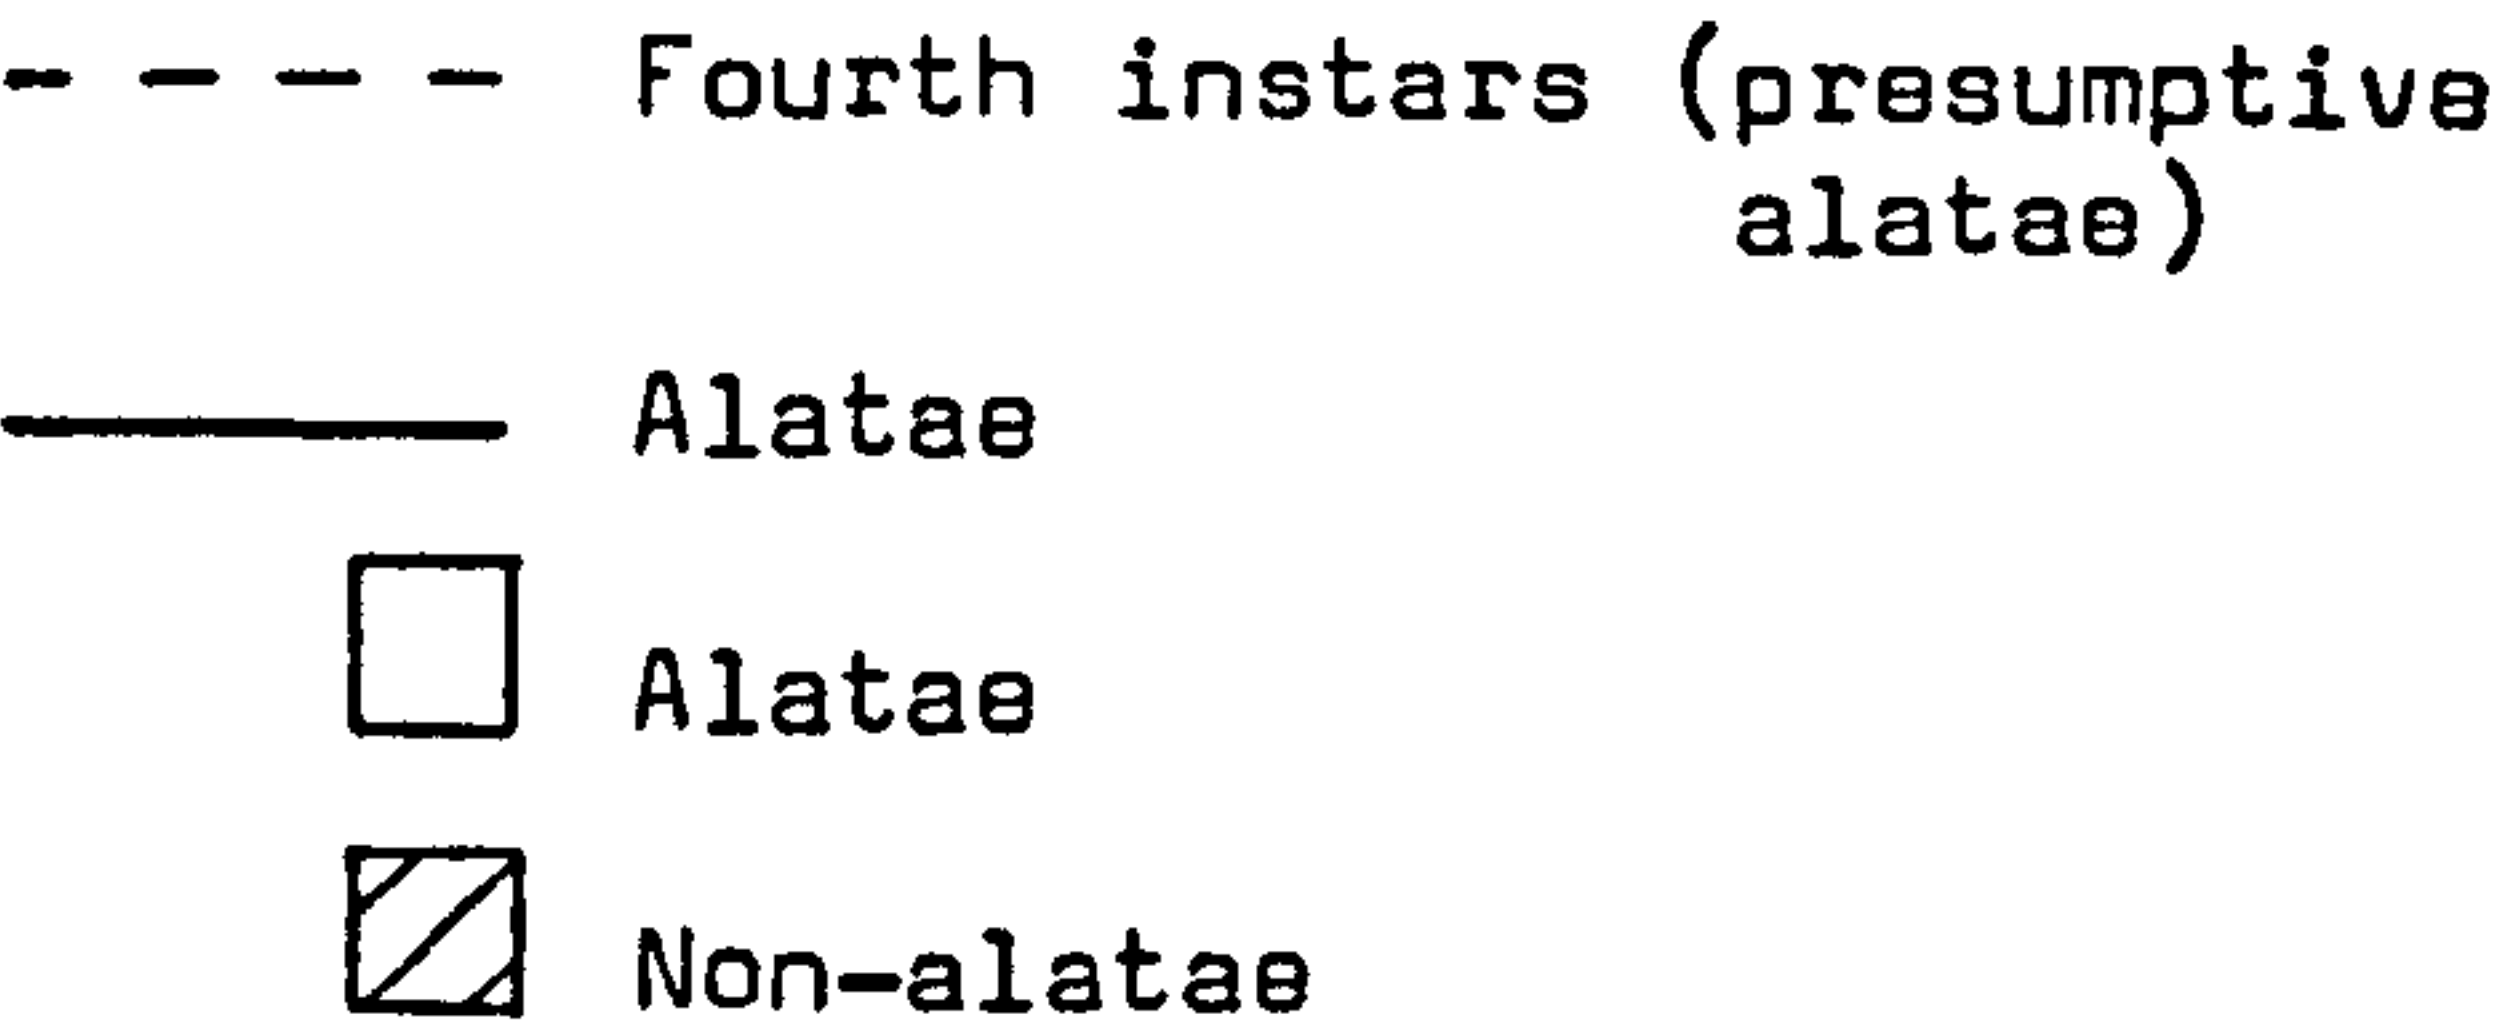 Fourth instars (presumptive
alatae)
Alatae
Alatae
Non-alatae